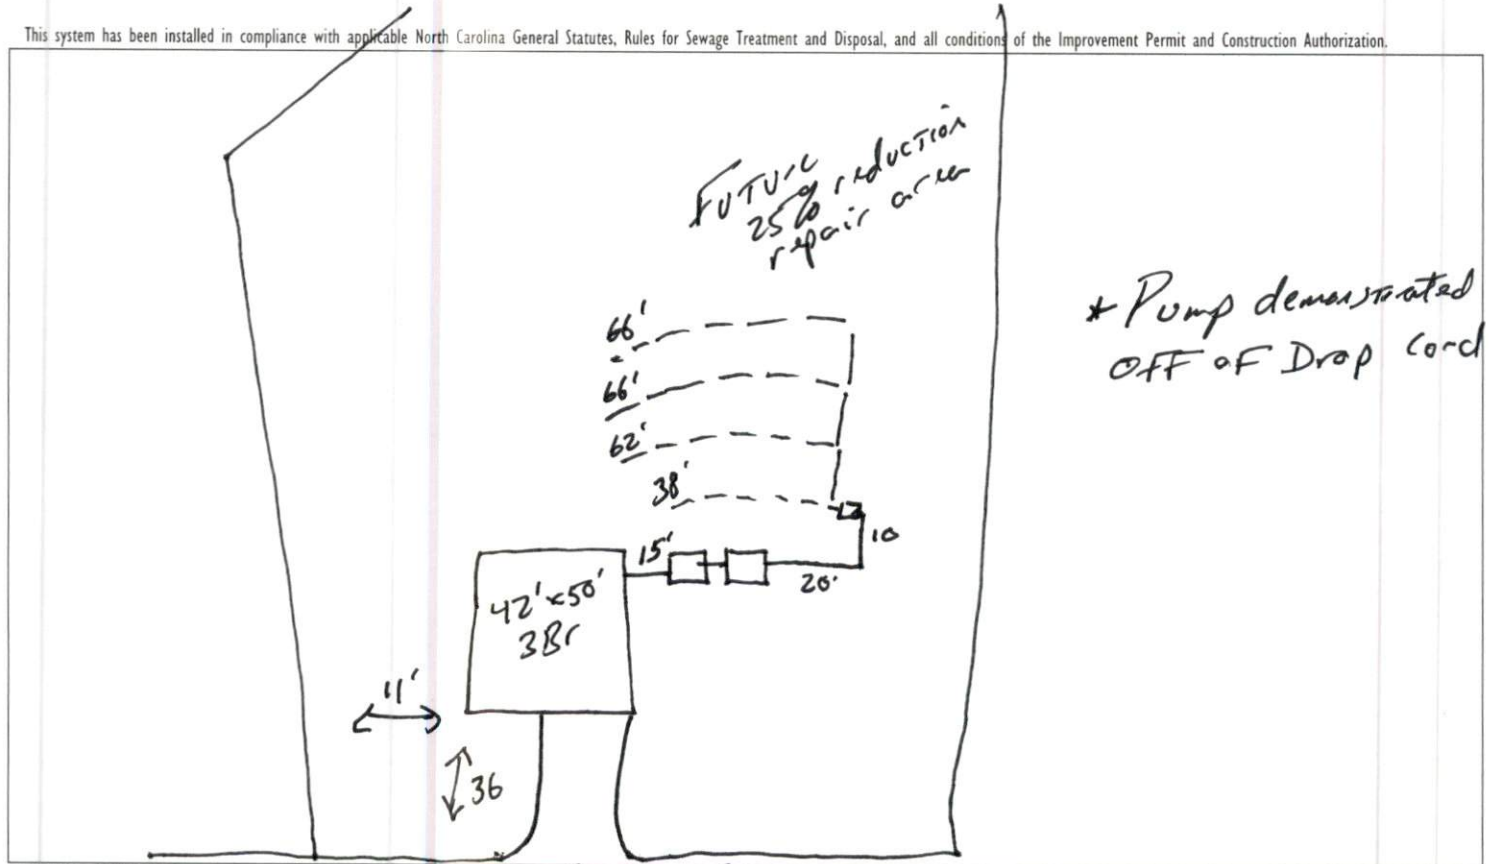 This system has been installed in compliance with applicable North Carolina General Statutes, Rules for Sewage Treatment and Disposal, and all conditions of the Improvement Permit and Construction Authorization.
FUTURE
25% reduction
repair area
* Pump demonstrated
OFF OF Drop Cord
66'
66'
62'
38'
10
15'
20'
42'x50'
3Br
11'
36